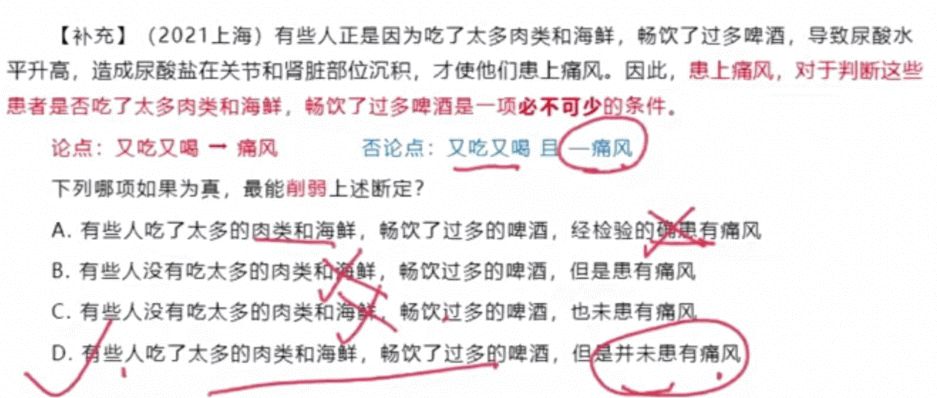 【补充】（2021上海）有些人正是因为吃了太多肉类和海鲜，畅饮了过多啤酒，导致尿酸水
平升高，造成尿酸盐在关节和肾脏部位沉积，才使他们患上痛风。因此，患上痛风，对于判断这些
患者是否吃了太多肉类和海鲜，畅饮了过多啤酒是一项必不可少的条件。
论点：又吃又喝 → 痛风 否论点：又吃又喝 且 —痛风
下列哪项如果为真，最能削弱上述断定？
A. 有些人吃了太多的肉类和海鲜，畅饮了过多的啤酒，经检验的确患有痛风
B. 有些人没有吃太多的肉类和海鲜，畅饮过多的啤酒，但是患有痛风
C. 有些人没有吃太多的肉类和海鲜，畅饮过多的啤酒，也未患有痛风
D. 有些人吃了太多的肉类和海鲜，畅饮了过多的啤酒，但是并未患有痛风